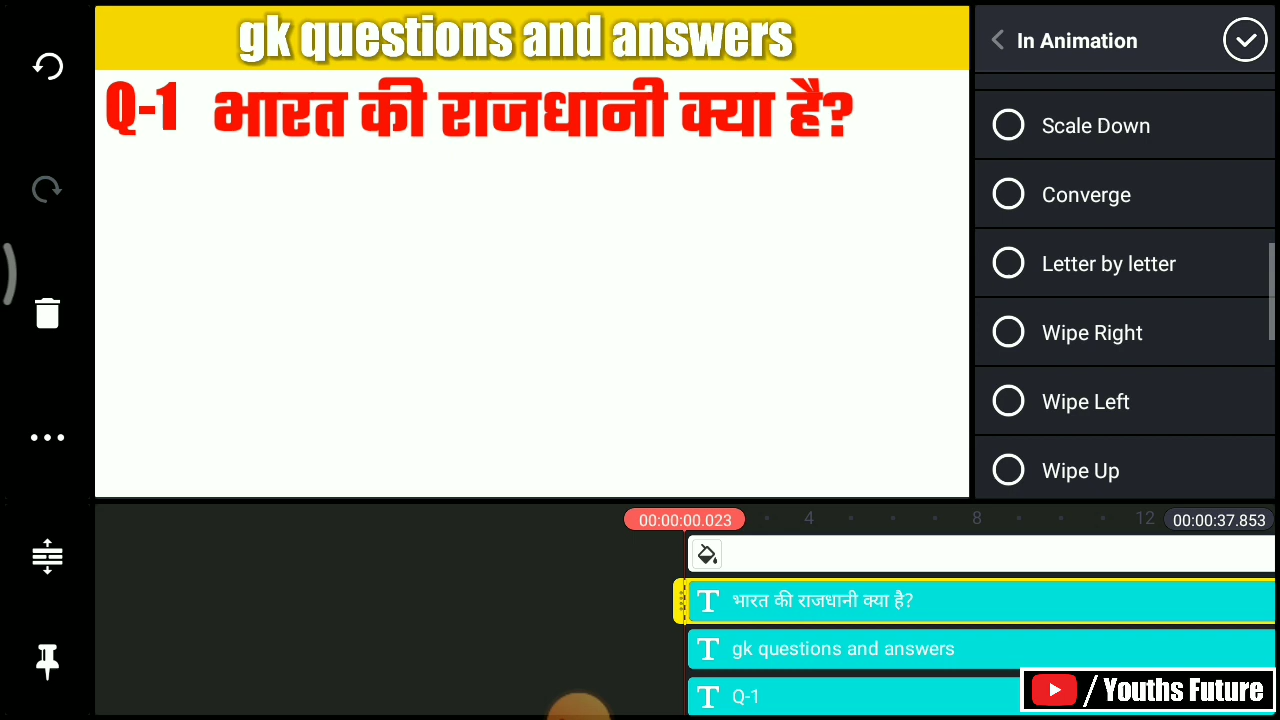 gk questions and answers
Q-1 भारत की राजधानी क्या है?
In Animation
Scale Down
Converge
Letter by letter
Wipe Right
Wipe Left
Wipe Up
00:00:00.023 4 8 12 00:00:37.853
T भारत की राजधानी क्या है?
T gk questions and answers
T Q-1
/ Youths Future